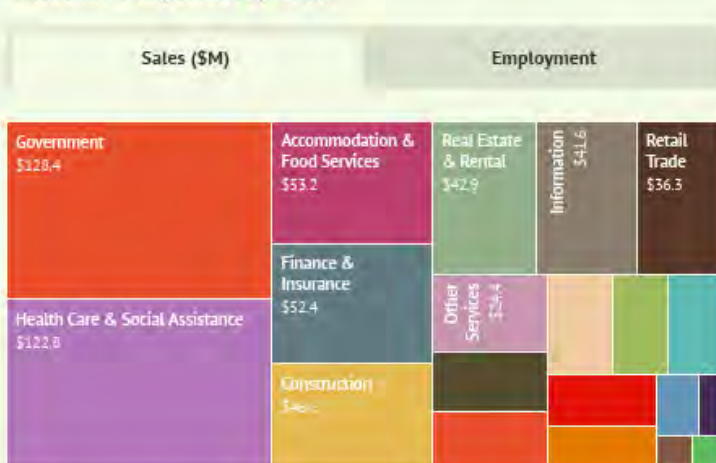 Sales ($M)
Employment
Government
$128.4
Health Care & Social Assistance
$122.8
Accommodation &
Food Services
$53.2
Finance &
Insurance
$52.4
Construction
Real Estate
& Rental
$42.9
Information
$41.6
Retail
Trade
$36.3
Other
Services